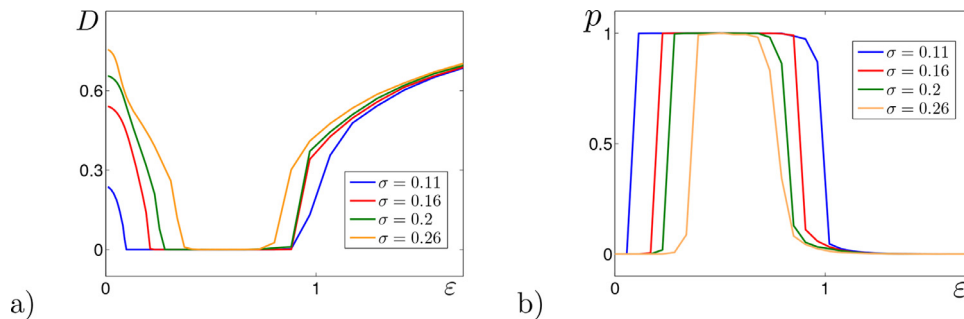 D
0.6
0.3
0
1
ε
σ = 0.11
σ = 0.16
σ = 0.2
σ = 0.26
a)
p
1
0.5
0
0
1
ε
σ = 0.11
σ = 0.16
σ = 0.2
σ = 0.26
b)